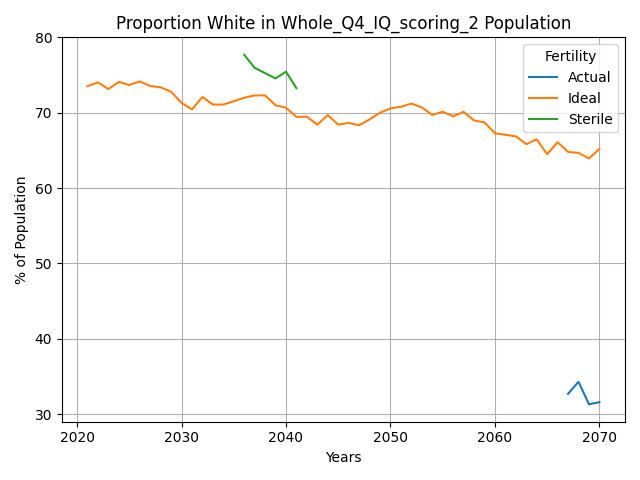 Proportion White in Whole_Q4_IQ_scoring_2 Population
Fertility
Actual
Ideal
Sterile
% of Population
80
70
60
50
40
30
2020 2030 2040 2050 2060 2070
Years